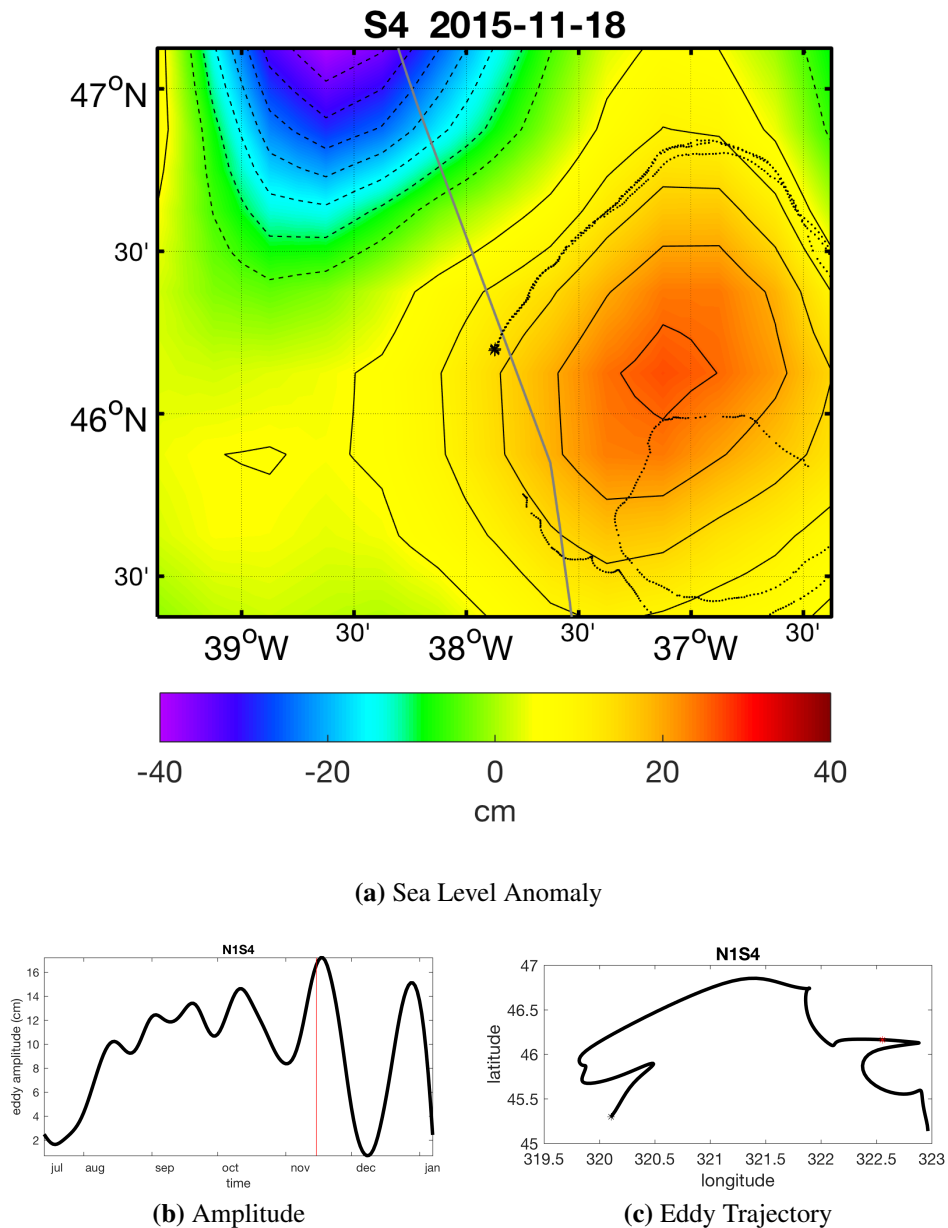 S4 2015-11-18
47°N
30'
46°N
30'
39°W 30' 38°W 30' 37°W 30'
-40 -20 0 20 40
cm
(a) Sea Level Anomaly
N1S4
16
14
12
10
8
6
4
2
eddy amplitude (cm)
jul aug sep oct nov dec jan
time
(b) Amplitude
N1S4
47
46.5
46
45.5
45
latitude
319.5 320 320.5 321 321.5 322 322.5 323
longitude
(c) Eddy Trajectory